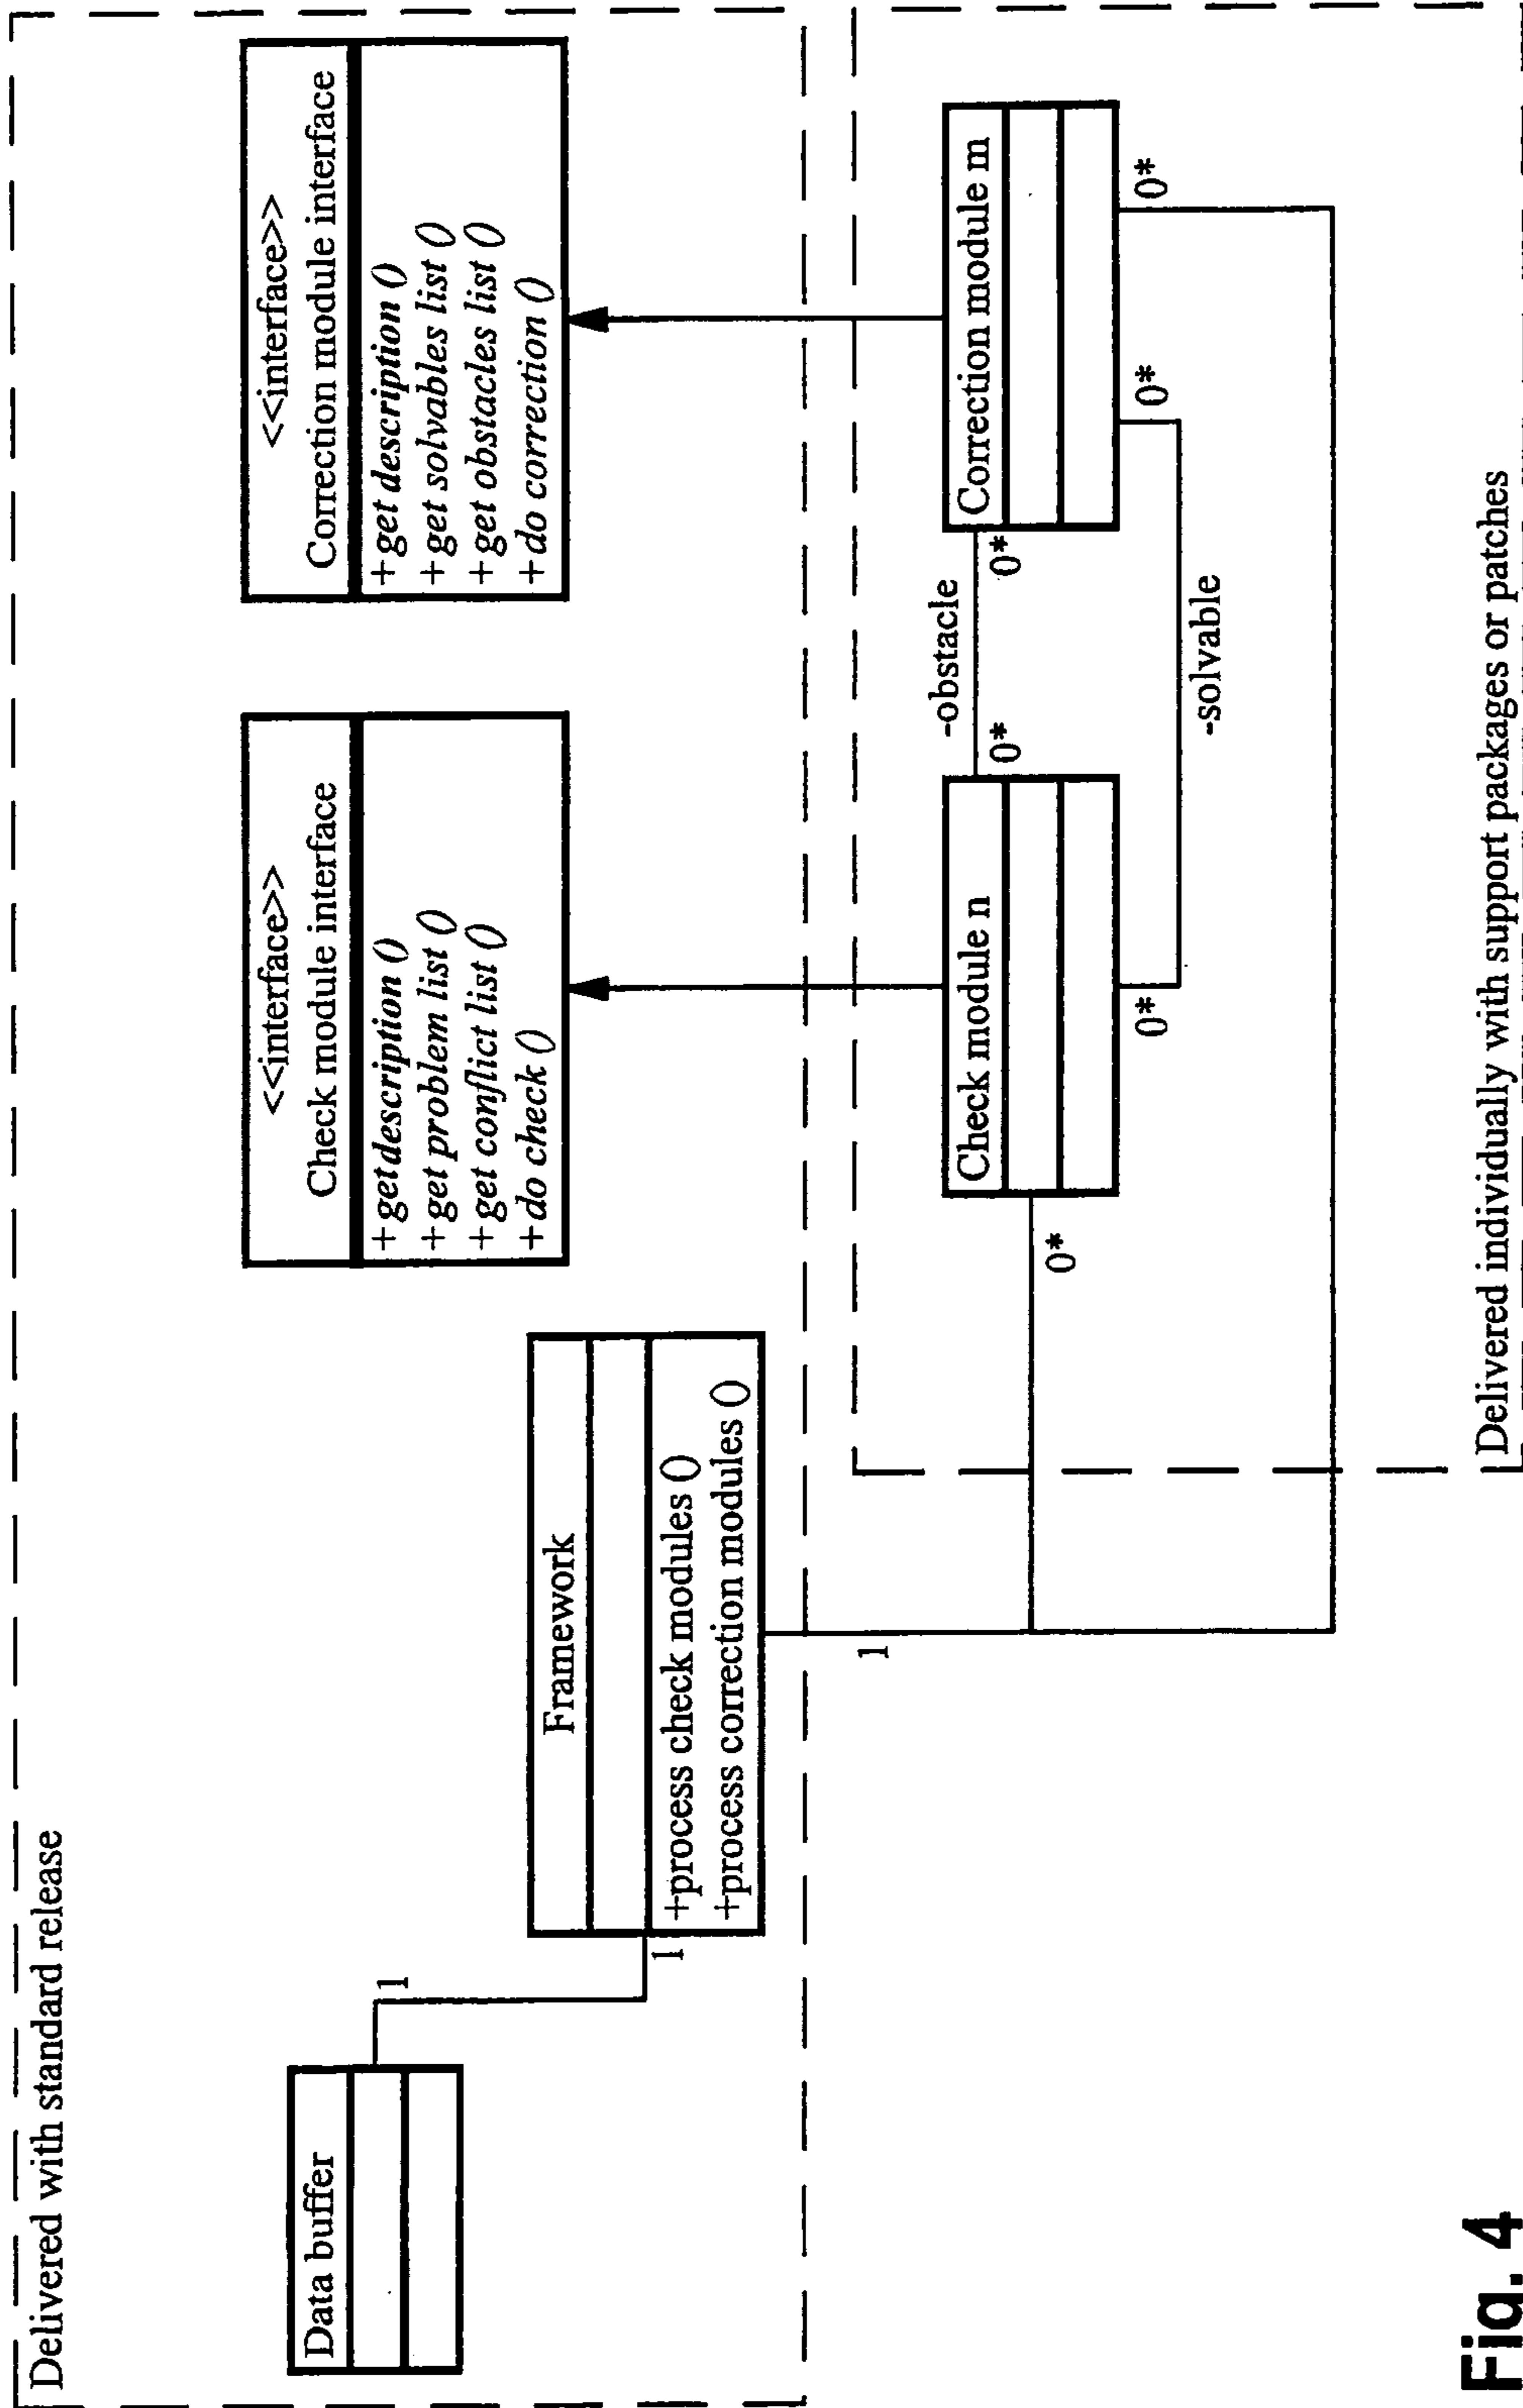 Delivered with standard release
Data buffer
1
1
Framework
+process check modules ()
+process correction modules ()
1
<<interface>>
Check module interface
+getdescription ()
+get problem list ()
+get conflict list ()
+do check ()
<<interface>>
Correction module interface
+get description ()
+get solvables list ()
+get obstacles list ()
+do correction ()
Check module n
0*
0*
0*
-obstacle
0*
Correction module m
0*
0*
-solvable
Delivered individually with support packages or patches
Fig. 4